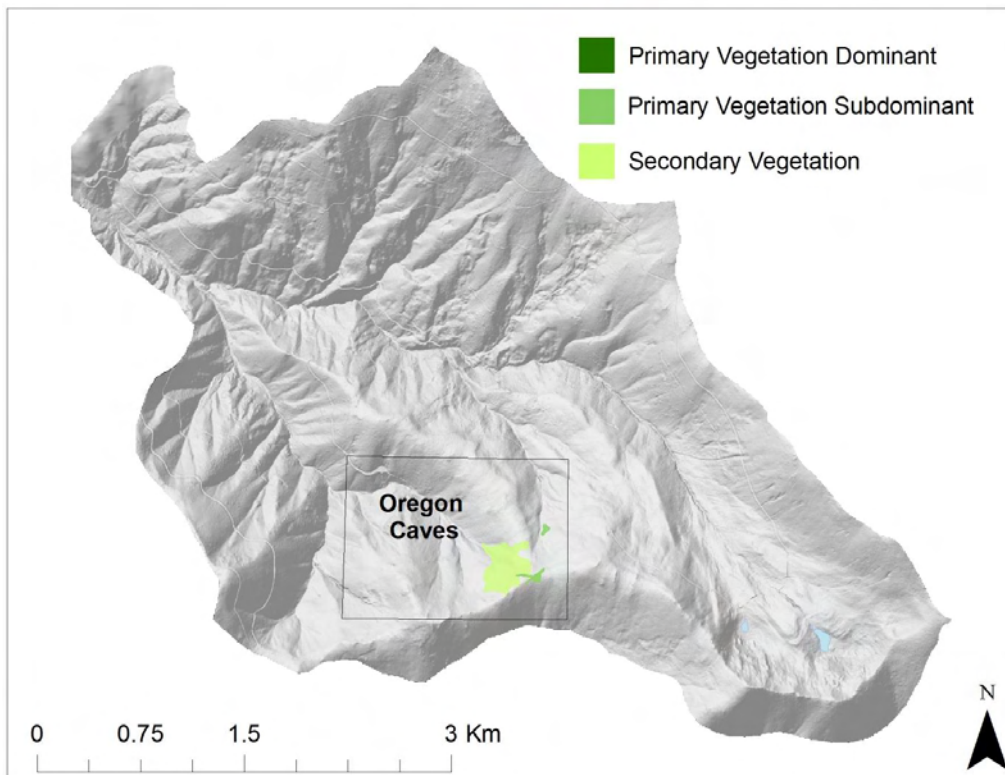 Primary Vegetation Dominant
Primary Vegetation Subdominant
Secondary Vegetation
Oregon
Caves
N
0 0.75 1.5 3 Km